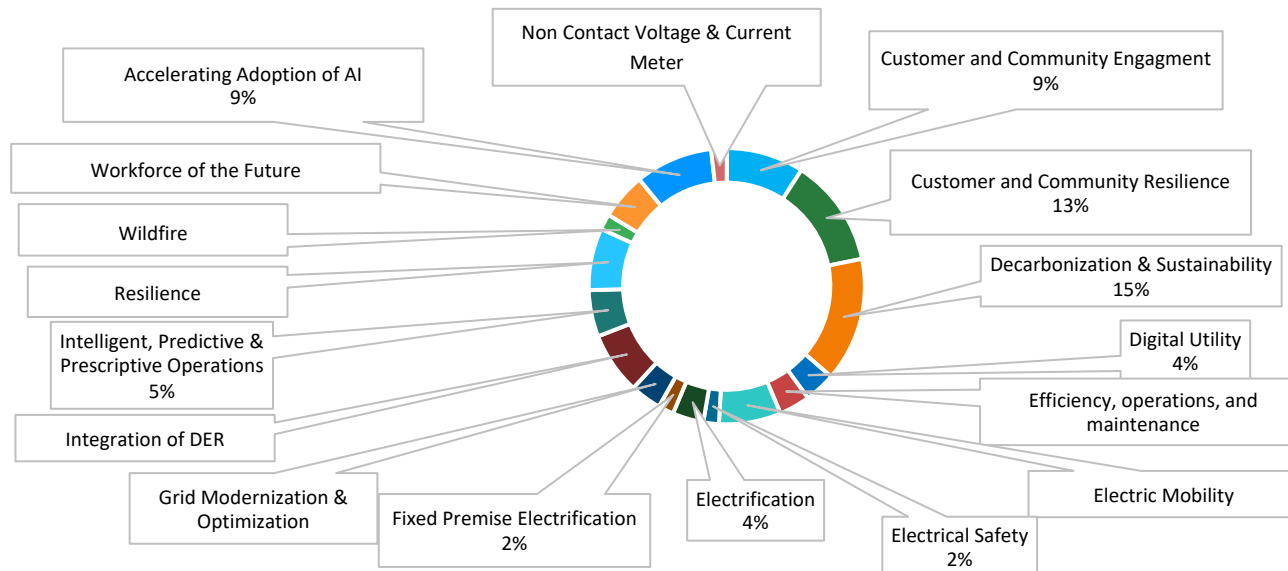 Non Contact Voltage & Current
Meter
Customer and Community Engagment
9%
Customer and Community Resilience
13%
Decarbonization & Sustainability
15%
Digital Utility
4%
Efficiency, operations, and
maintenance
Electric Mobility
Electrical Safety
2%
Electrification
4%
Fixed Premise Electrification
2%
Grid Modernization &
Optimization
Integration of DER
Intelligent, Predictive &
Prescriptive Operations
5%
Resilience
Wildfire
Workforce of the Future
Accelerating Adoption of AI
9%